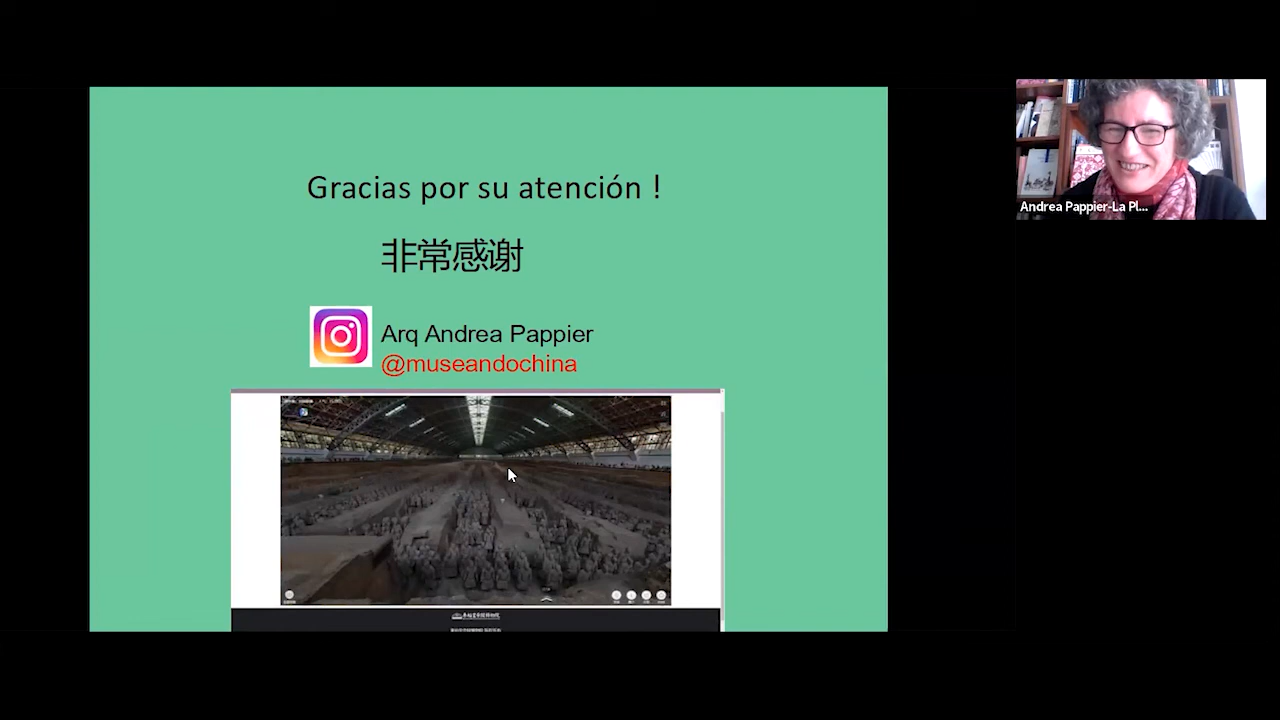 Gracias por su atención !
非常感谢
Arq Andrea Pappier
@museandochina
Andrea Pappier-La Pl...